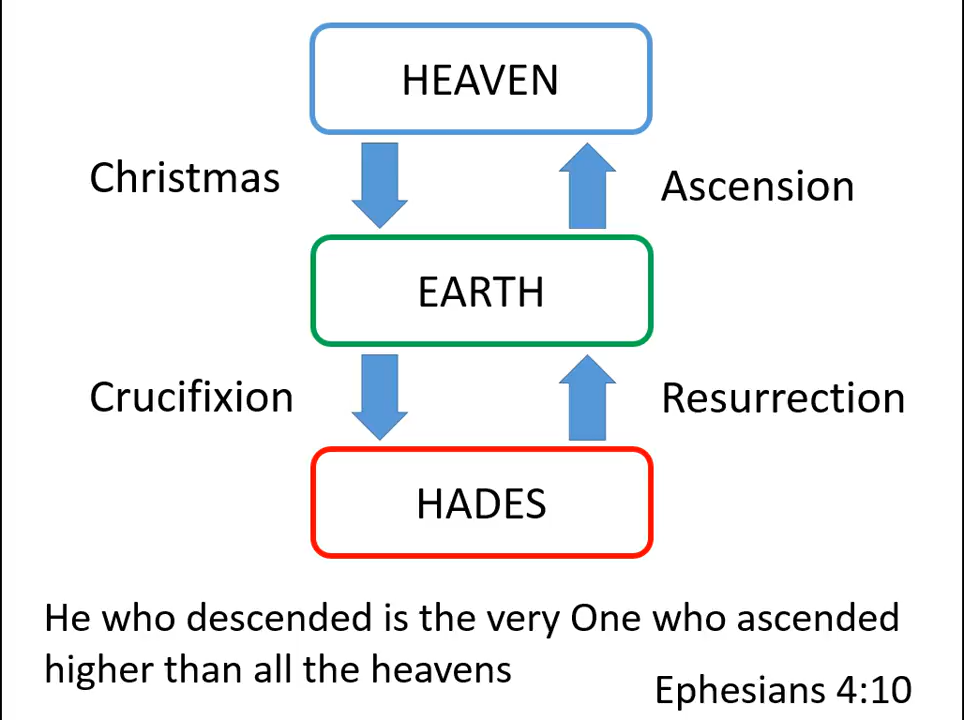 HEAVEN
Christmas
Ascension
EARTH
Crucifixion
Resurrection
HADES
He who descended is the very One who ascended
higher than all the heavens
Ephesians 4:10